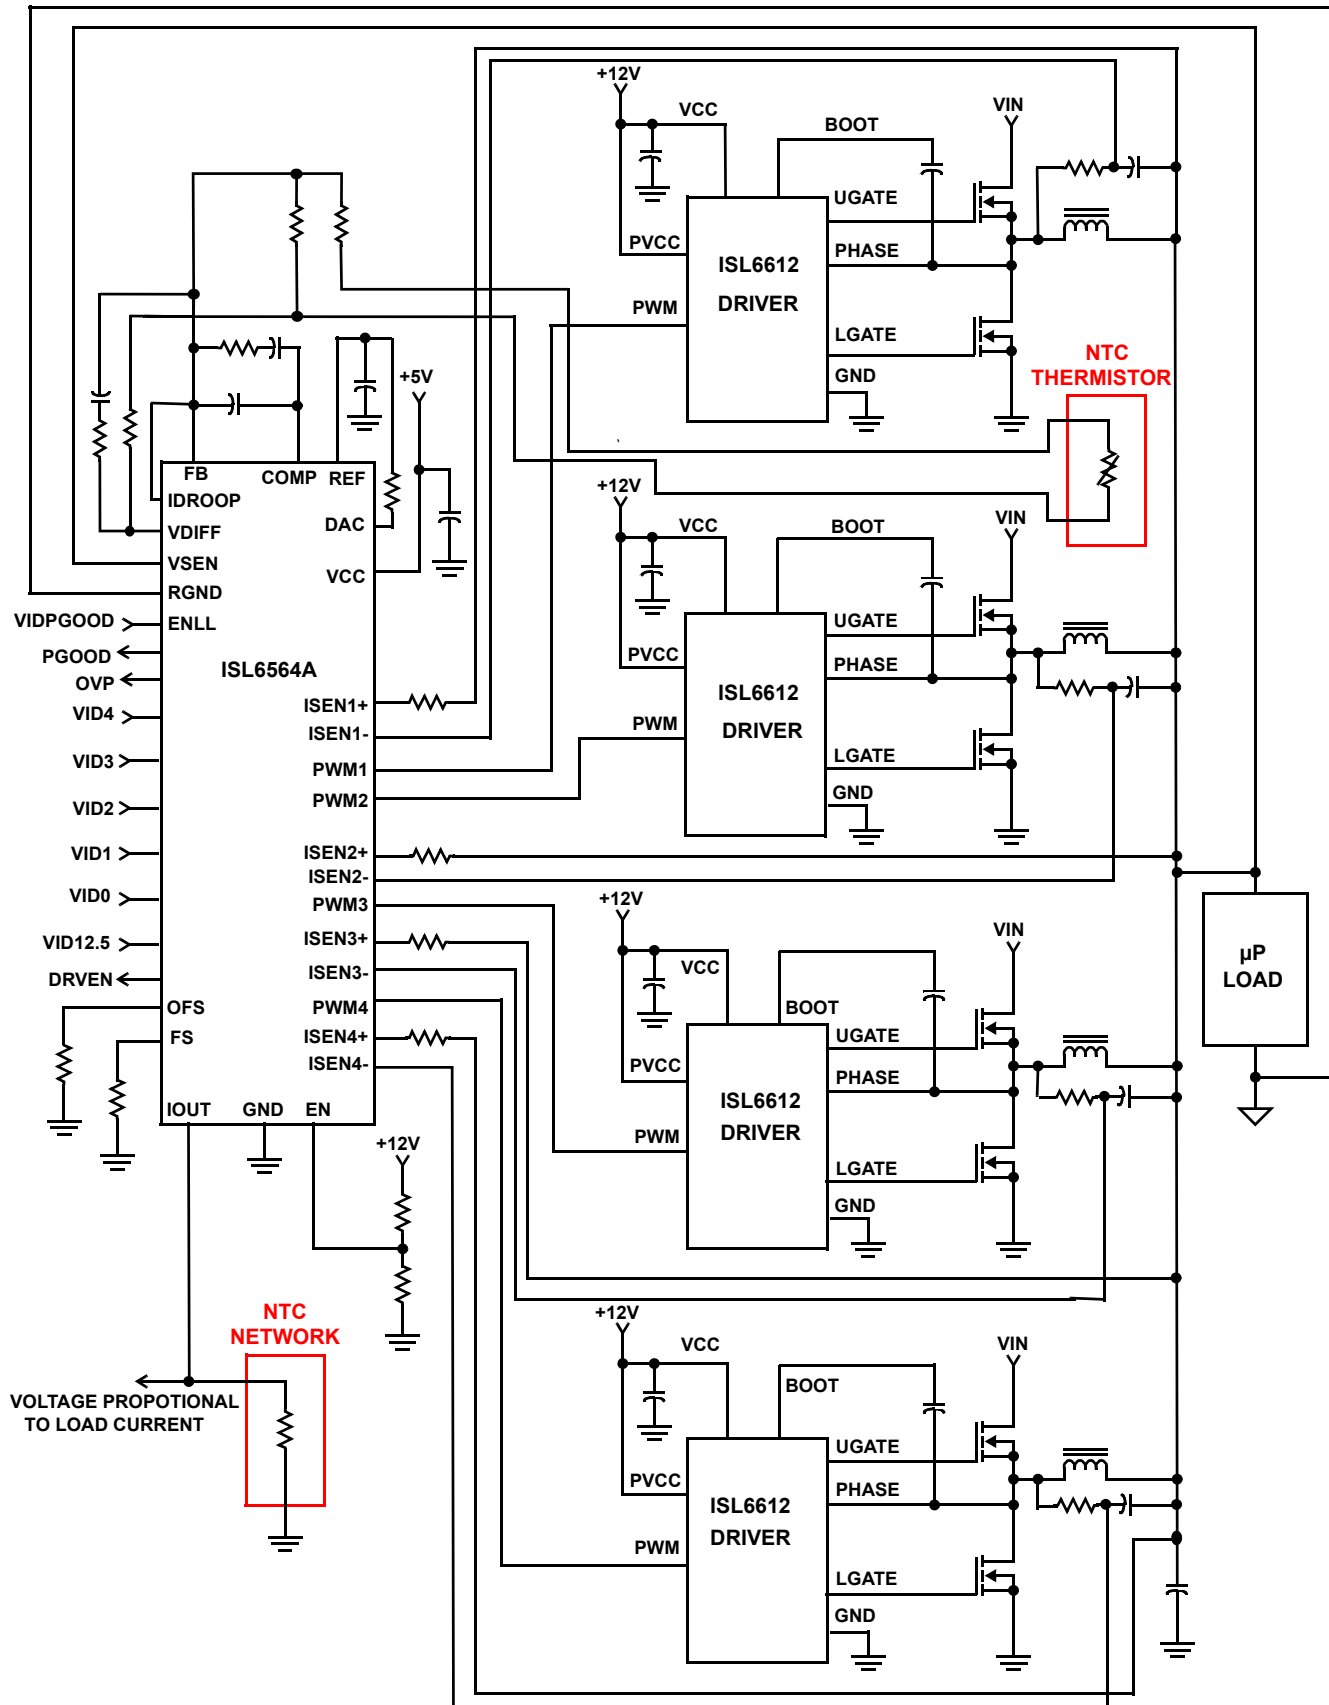 +12V
VCC
BOOT
VIN
UGATE
PVCC
PHASE
ISL6612
DRIVER
PWM
LGATE
GND
NTC
THERMISTOR
+5V
FB
COMP
REF
IDROOP
DAC
VDIFF
VSEN
VCC
RGND
VIDPGOOD
ENLL
PGOOD
OVP
ISL6564A
VID4
ISEN1+
ISEN1-
VID3
PWM1
VID2
PWM2
VID1
ISEN2+
ISEN2-
VID0
PWM3
VID12.5
ISEN3+
DRVEN
ISEN3-
OFS
PWM4
FS
ISEN4+
ISEN4-
IOUT
GND
EN
+12V
+12V
VCC
BOOT
VIN
UGATE
PVCC
PHASE
ISL6612
DRIVER
PWM
LGATE
GND
+12V
VCC
BOOT
VIN
UGATE
PVCC
PHASE
ISL6612
DRIVER
PWM
LGATE
GND
µP
LOAD
NTC
NETWORK
VOLTAGE PROPOTIONAL
TO LOAD CURRENT
+12V
VCC
BOOT
VIN
UGATE
PVCC
PHASE
ISL6612
DRIVER
PWM
LGATE
GND